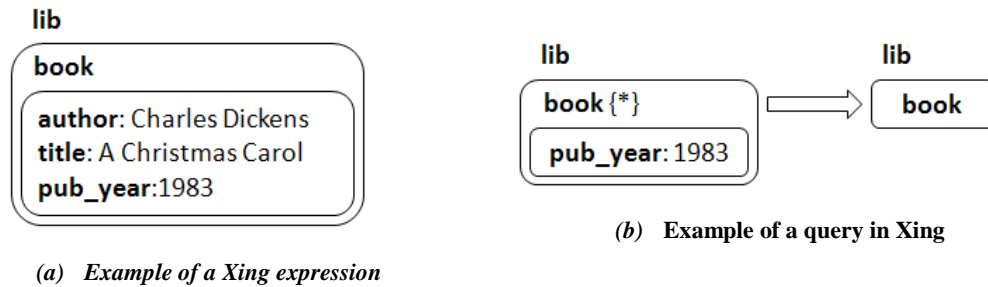 lib
book
author: Charles Dickens
title: A Christmas Carol
pub_year:1983
(a) Example of a Xing expression
lib
book {*}
pub_year: 1983
lib
book
(b) Example of a query in Xing